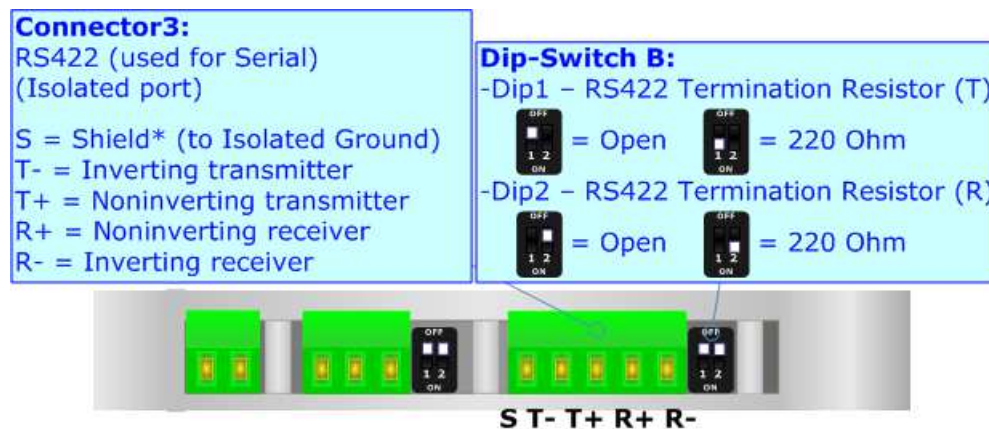 Connector3:
RS422 (used for Serial)
(Isolated port)
S = Shield* (to Isolated Ground)
T- = Inverting transmitter
T+ = Noninverting transmitter
R+ = Noninverting receiver
R- = Inverting receiver
Dip-Switch B:
-Dip1 – RS422 Termination Resistor (T)
OFF
1 2
ON
= Open
OFF
1 2
ON
= 220 Ohm
-Dip2 – RS422 Termination Resistor (R)
OFF
1 2
ON
= Open
OFF
1 2
ON
= 220 Ohm
OFF
1 2
ON
OFF
1 2
ON
S T- T+ R+ R-